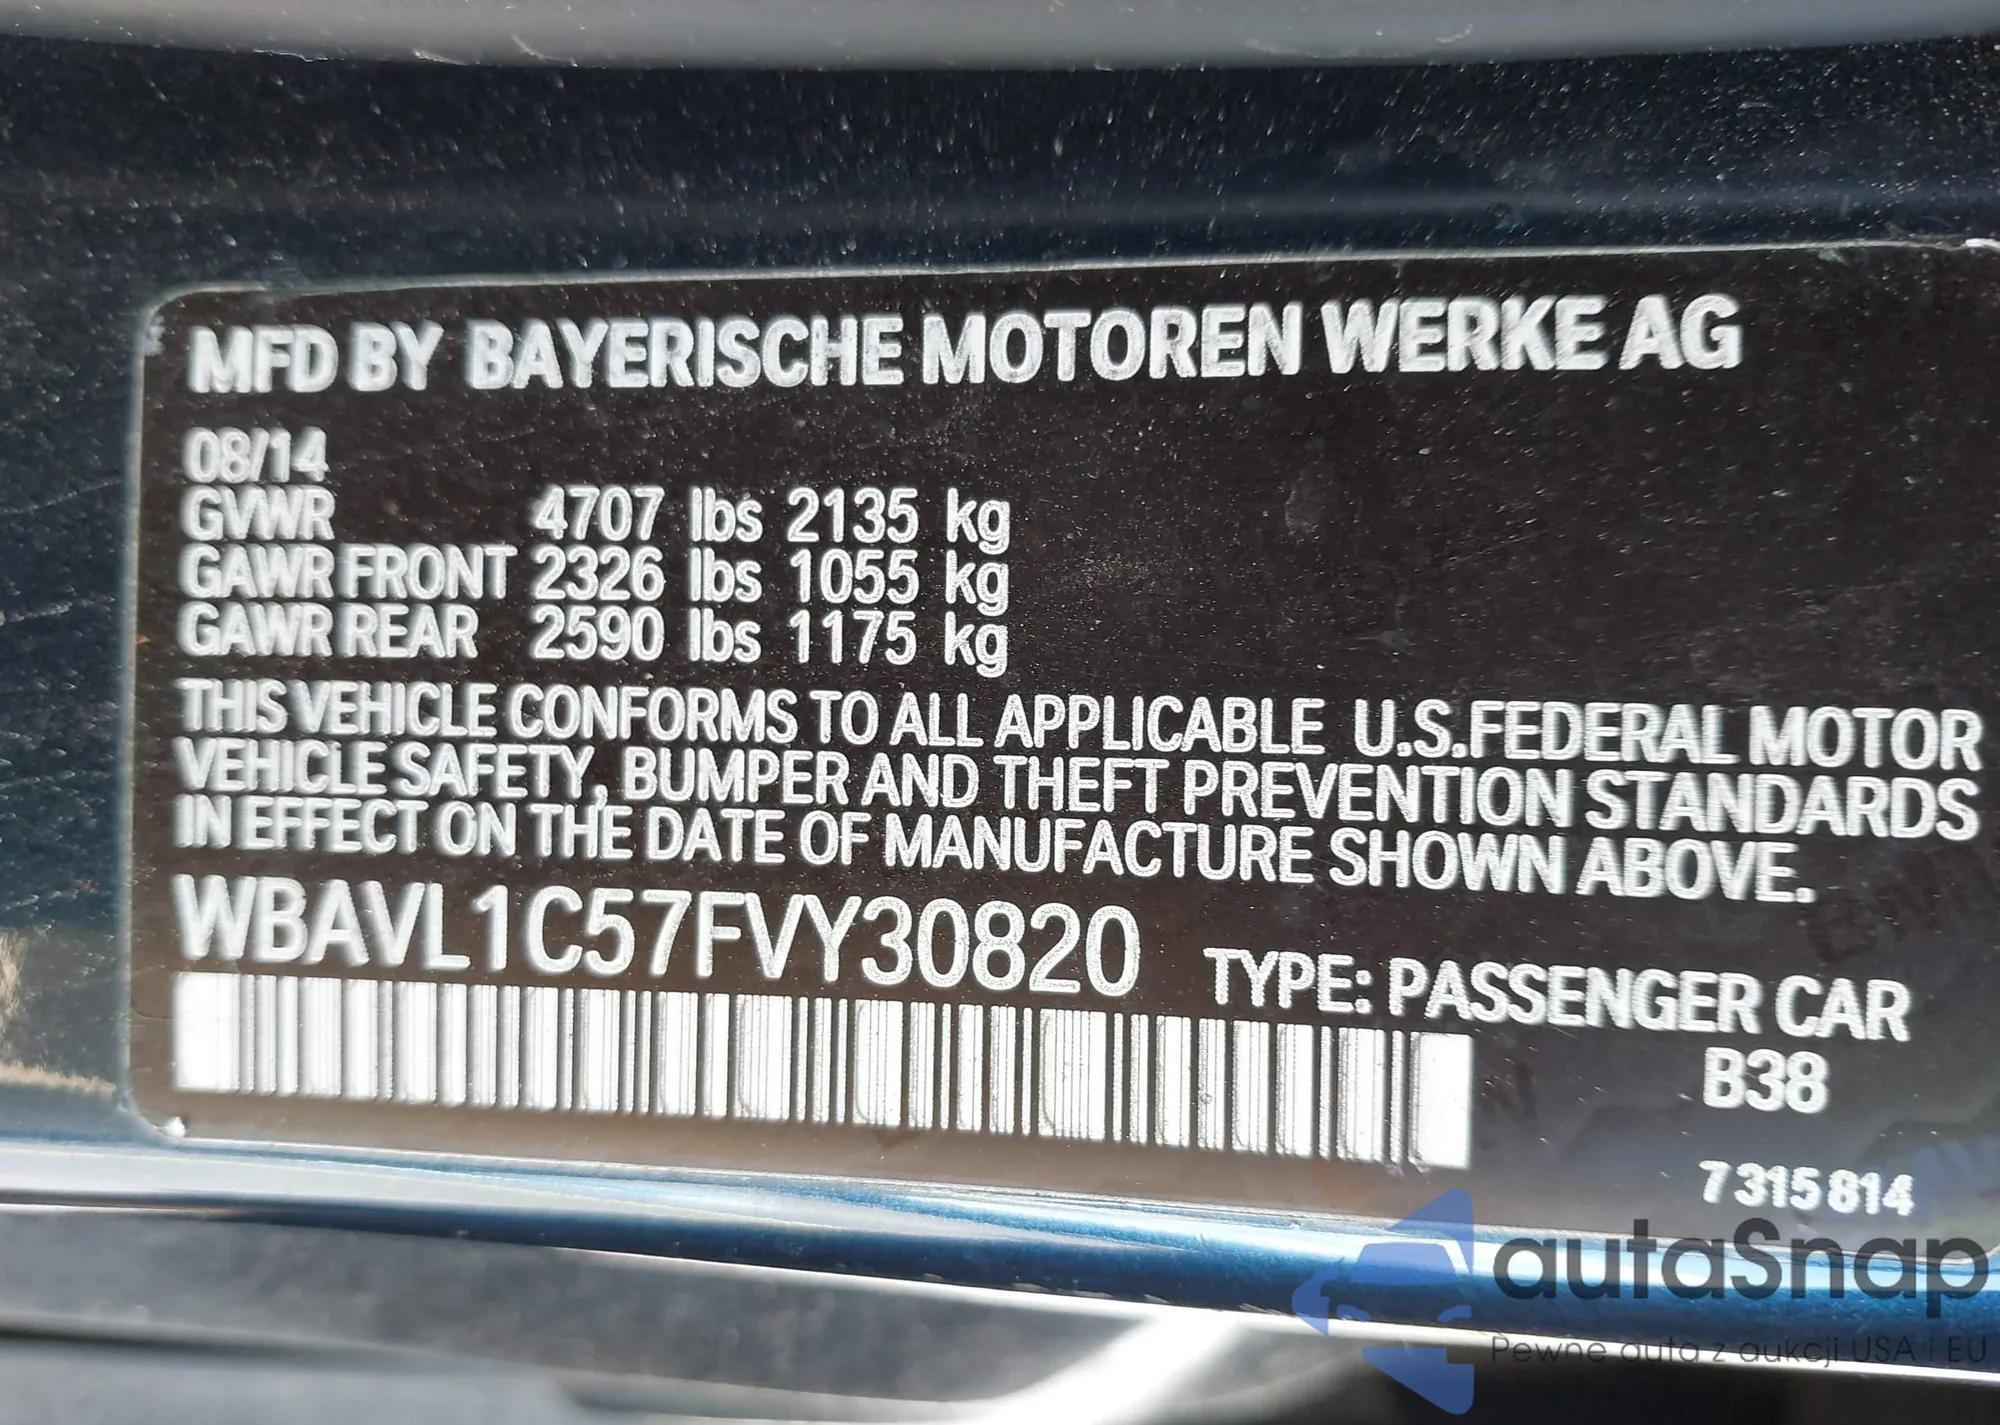 MFD BY BAYERISCHE MOTOREN WERKE AG
08/14
GVWR 4707 lbs 2135 kg
GAWR FRONT 2326 lbs 1055 kg
GAWR REAR 2590 lbs 1175 kg
THIS VEHICLE CONFORMS TO ALL APPLICABLE U.S.FEDERAL MOTOR
VEHICLE SAFETY, BUMPER AND THEFT PREVENTION STANDARDS
IN EFFECT ON THE DATE OF MANUFACTURE SHOWN ABOVE.
WBAVL1C57FVY30820
TYPE: PASSENGER CAR
B38
7315814
autaSnap
Pewne auta z aukcji USA i EU